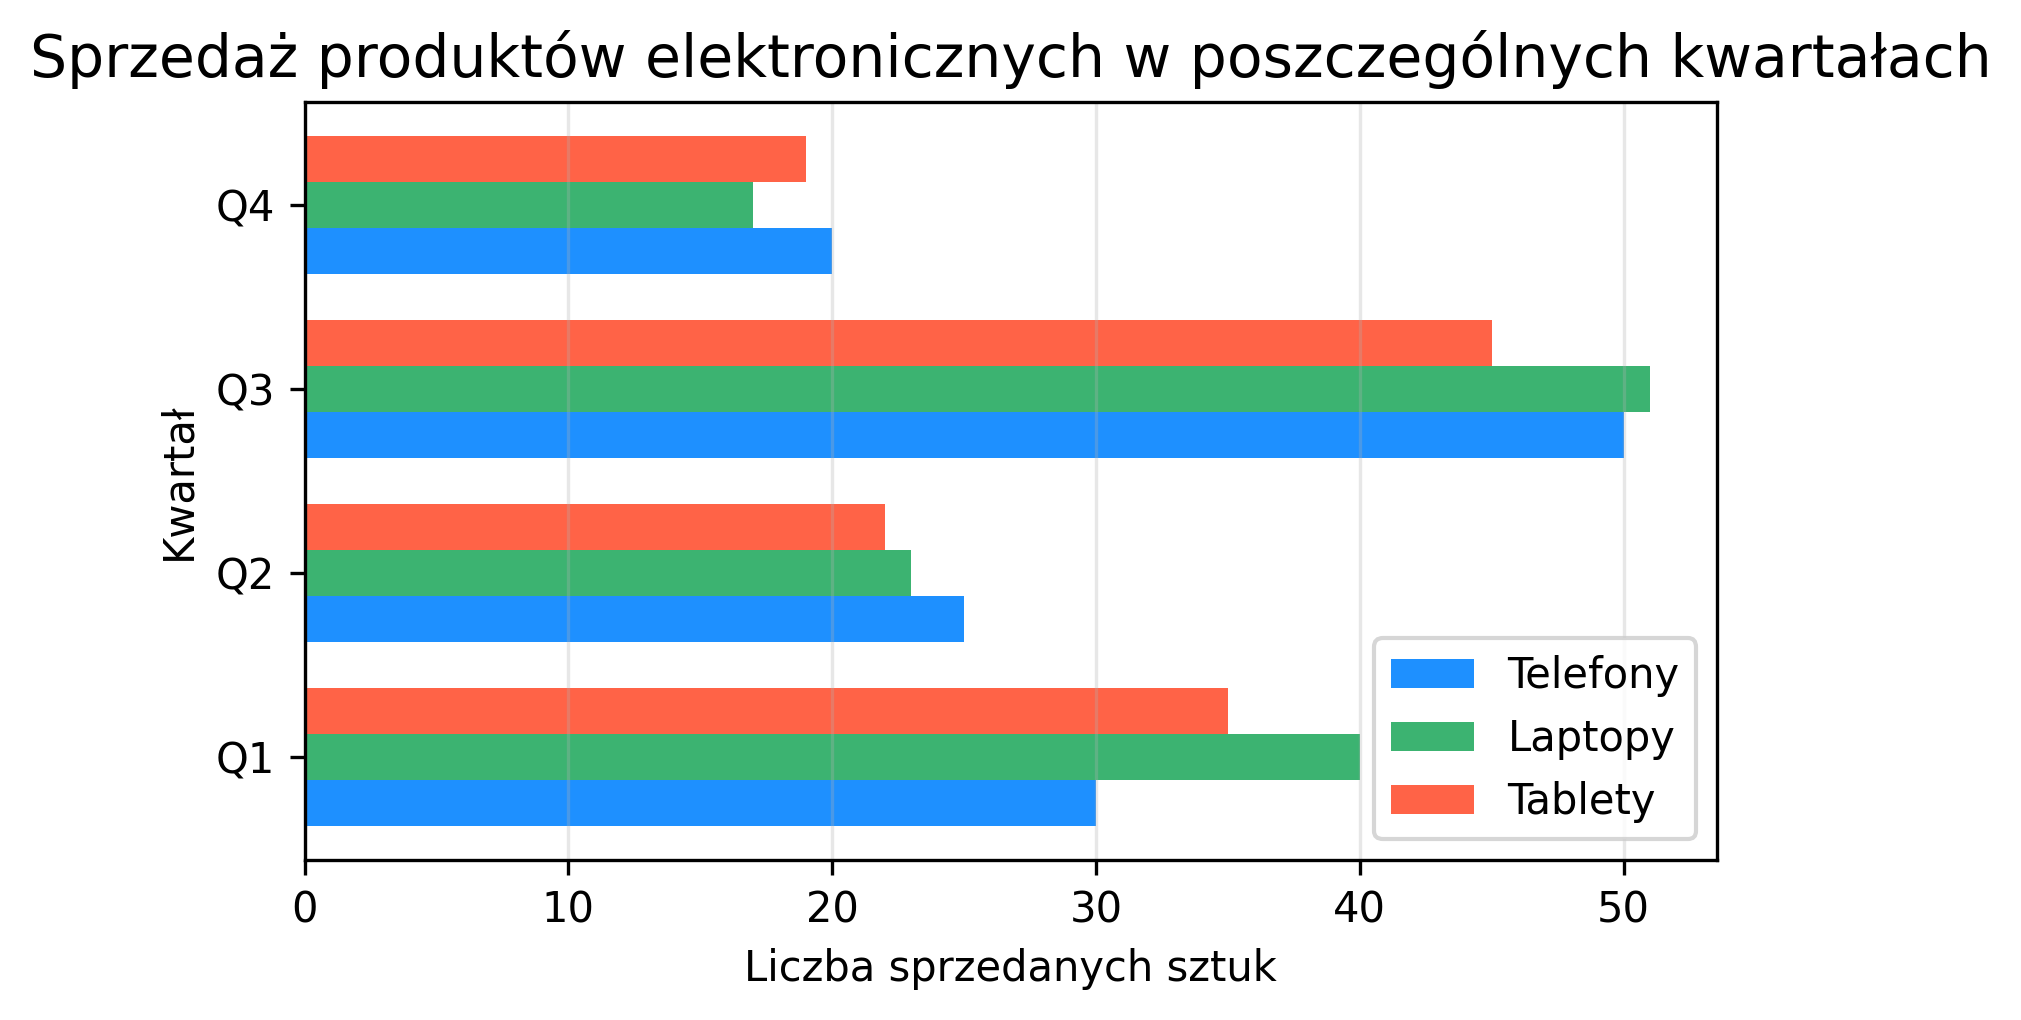 Sprzedaż produktów elektronicznych w poszczególnych kwartałach
Kwartał
Q4
Q3
Q2
Q1
Telefony
Laptopy
Tablety
0 10 20 30 40 50
Liczba sprzedanych sztuk